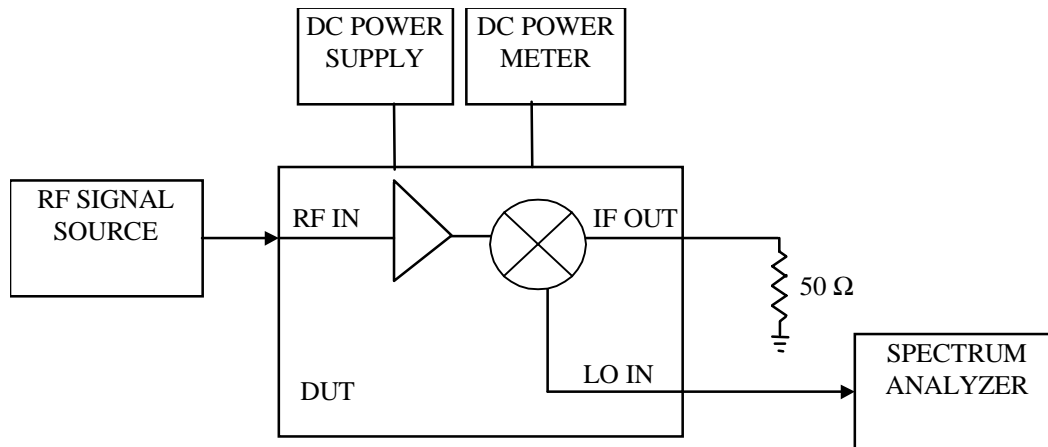 DC POWER
SUPPLY
DC POWER
METER
RF SIGNAL
SOURCE
RF IN
IF OUT
50 Ω
DUT
LO IN
SPECTRUM
ANALYZER